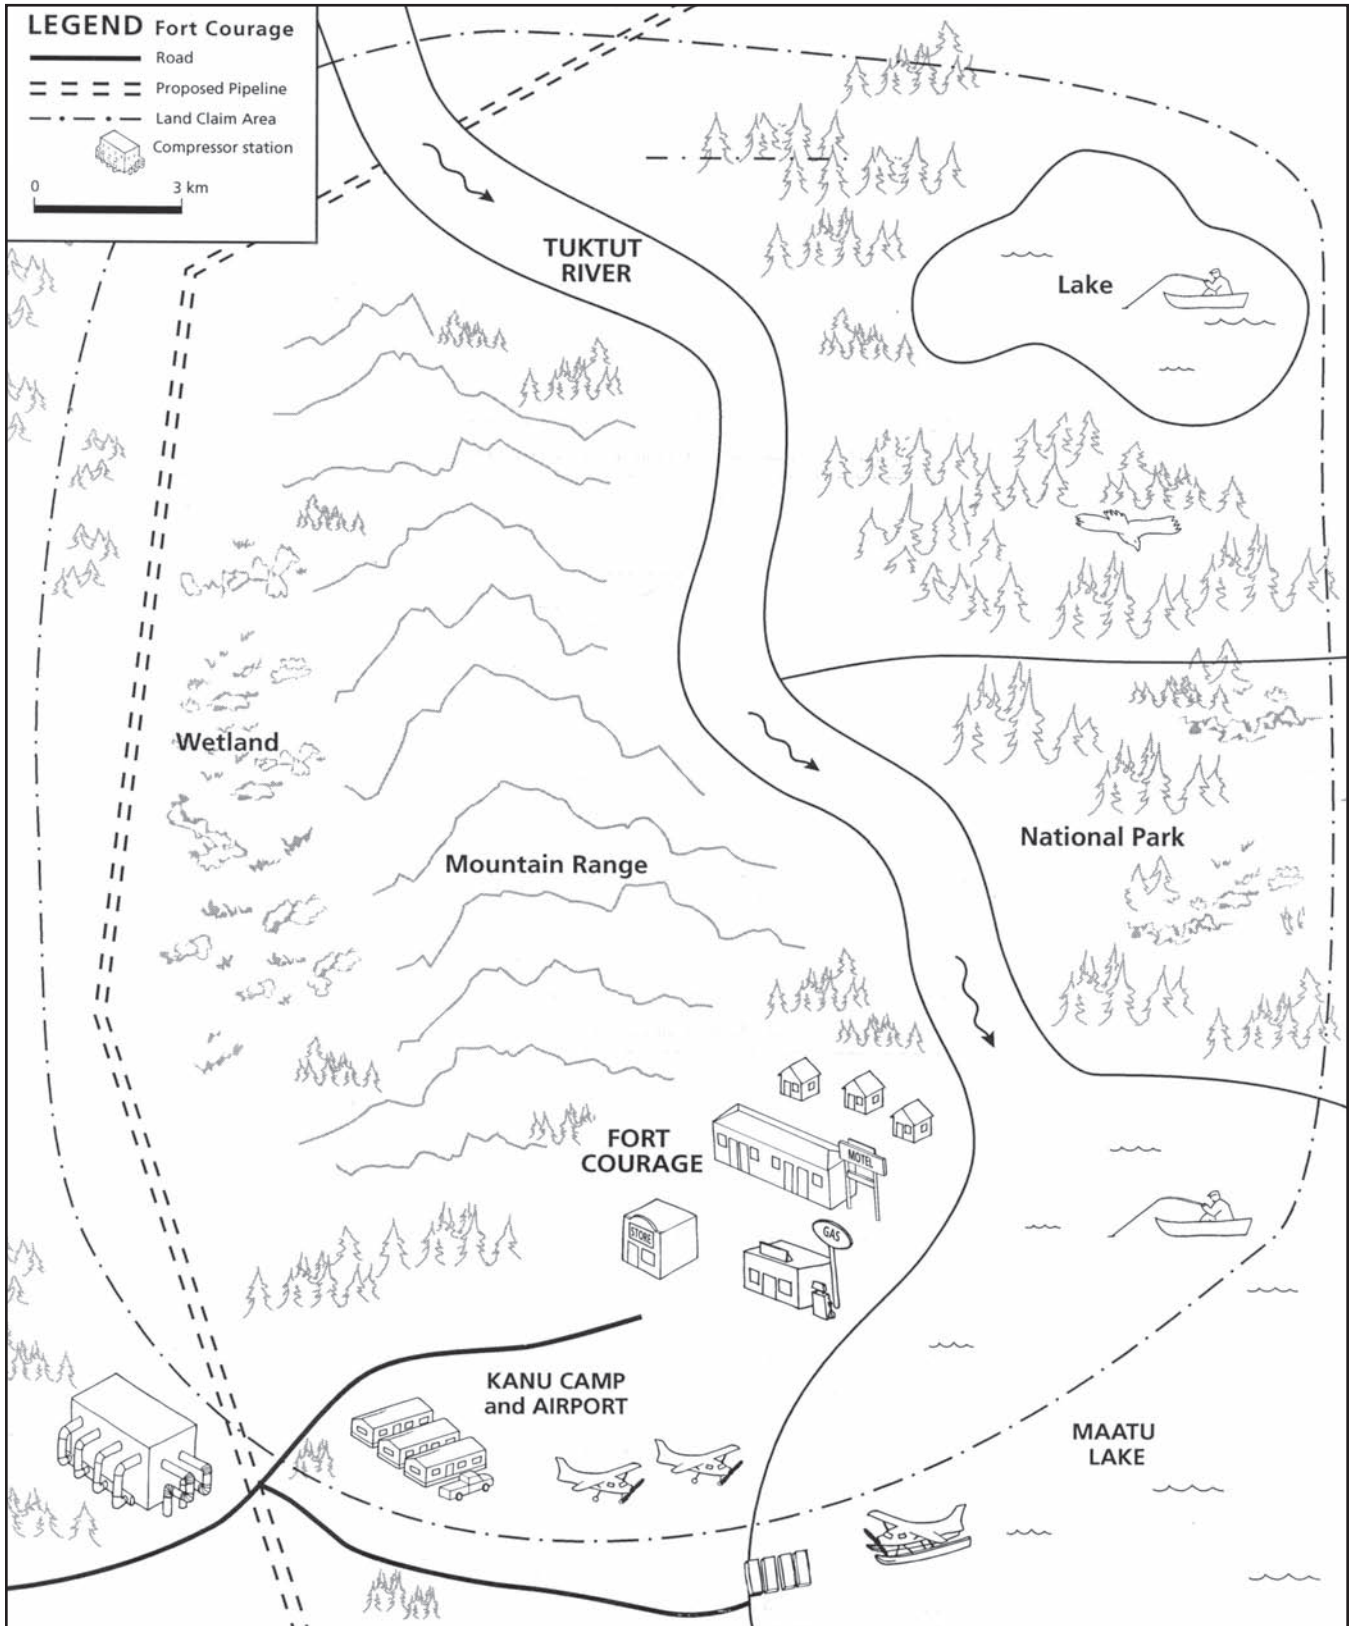 LEGEND Fort Courage
Road
Proposed Pipeline
Land Claim Area
Compressor station
0 3 km
TUKTUT
RIVER
Lake
Wetland
National Park
Mountain Range
FORT
COURAGE
MOTEL
STORE
GAS
KANU CAMP
and AIRPORT
MAATU
LAKE